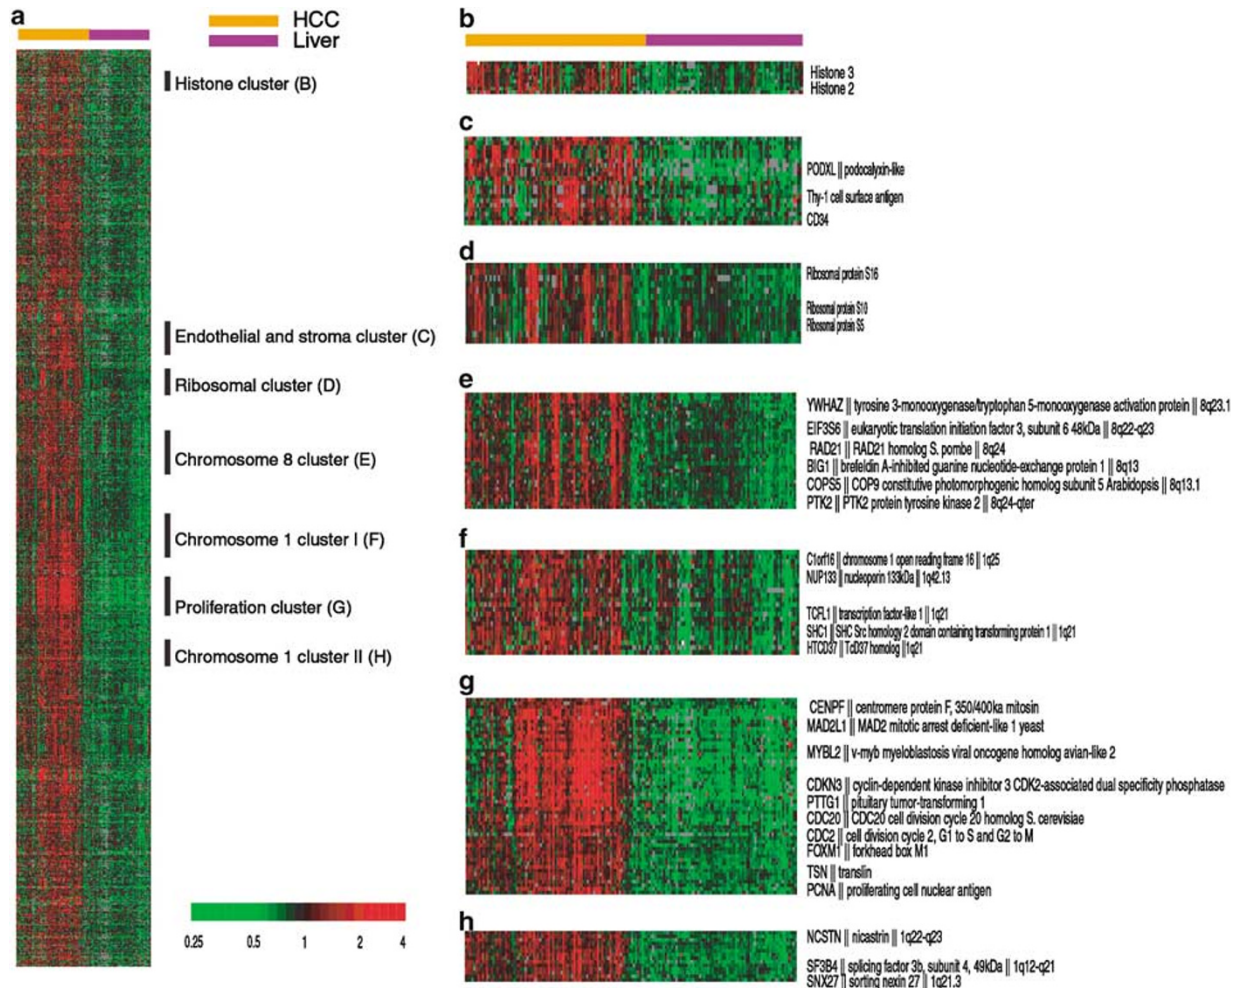 a
HCC
Liver
Histone cluster (B)
Endothelial and stroma cluster (C)
Ribosomal cluster (D)
Chromosome 8 cluster (E)
Chromosome 1 cluster I (F)
Proliferation cluster (G)
Chromosome 1 cluster II (H)
0.25 0.5 1 2 4
b
Histone 3
Histone 2
c
PODXL || podocalyxin-like
Thy-1 cell surface antigen
CD34
d
Ribosomal protein S16
Ribosomal protein S10
Ribosomal protein S5
e
YWHAZ || tyrosine 3-monooxygenase/tryptophan 5-monooxygenase activation protein || 8q23.1
EIF3S6 || eukaryotic translation initiation factor 3, subunit 6 48kDa || 8q22-q23
RAD21 || RAD21 homolog S. pombe || 8q24
BIG1 || brefeldin A-inhibited guanine nucleotide-exchange protein 1 || 8q13
COPS5 || COP9 constitutive photomorphogenic homolog subunit 5 Arabidopsis || 8q13.1
PTK2 || PTK2 protein tyrosine kinase 2 || 8q24-qter
f
C1orf16 || chromosome 1 open reading frame 16 || 1q25
NUP133 || nucleoporin 133kDa || 1q42.13
TCFL1 || transcription factor-like 1 || 1q21
SHC1 || SHC Src homology 2 domain containing transforming protein 1 || 1q21
HTCD37 || TcD37 homolog ||1q21
g
CENPF || centromere protein F, 350/400ka mitosin
MAD2L1 || MAD2 mitotic arrest deficient-like 1 yeast
MYBL2 || v-myb myeloblastosis viral oncogene homolog avian-like 2
CDKN3 || cyclin-dependent kinase inhibitor 3 CDK2-associated dual specificity phosphatase
PTTG1 || pituitary tumor-transforming 1
CDC20 || CDC20 cell division cycle 20 homolog S. cerevisiae
CDC2 || cell division cycle 2, G1 to S and G2 to M
FOXM1 || forkhead box M1
TSN || translin
PCNA || proliferating cell nuclear antigen
h
NCSTN || nicastrin || 1q22-q23
SF3B4 || splicing factor 3b, subunit 4, 49kDa || 1q12-q21
SNX27 || sorting nexin 27 || 1q21.3